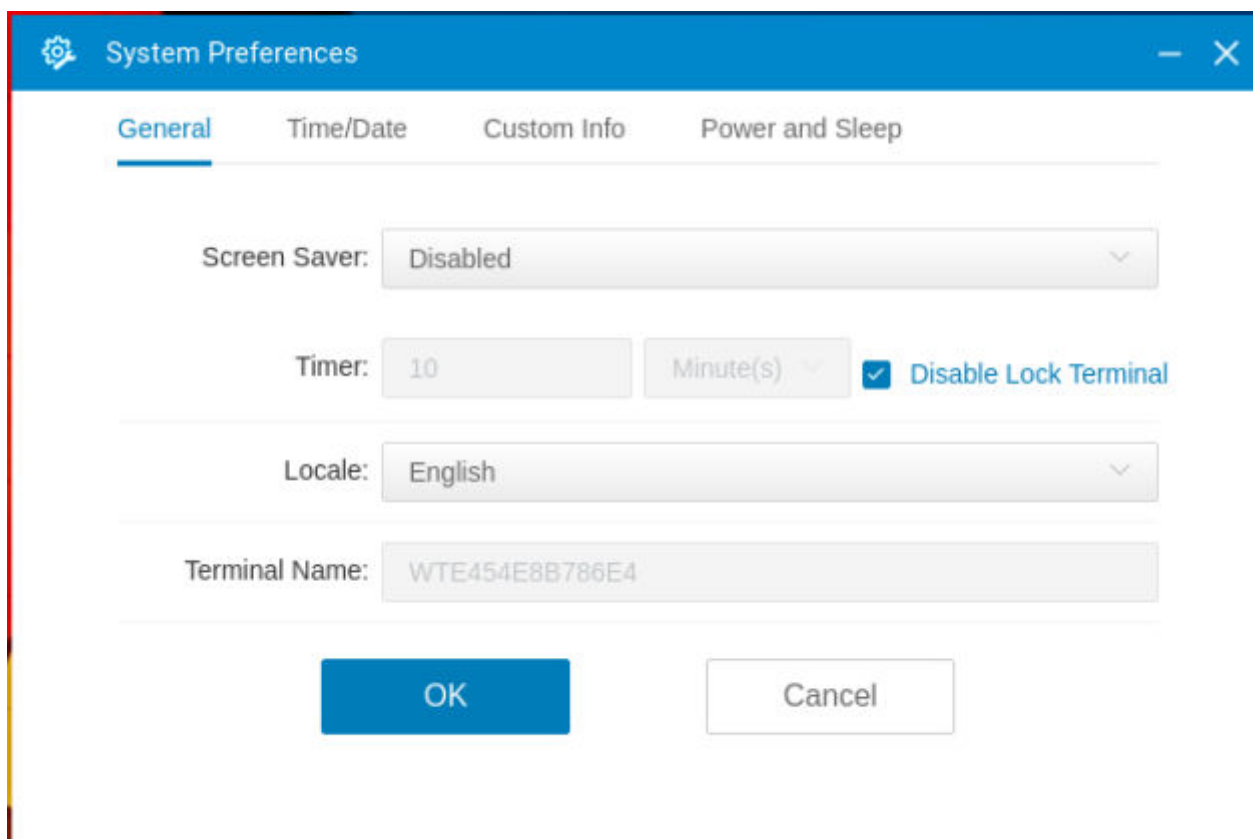 System Preferences
General Time/Date Custom Info Power and Sleep
Screen Saver: Disabled
Timer: 10 Minute(s) Disable Lock Terminal
Locale: English
Terminal Name: WTE454E8B786E4
OK Cancel